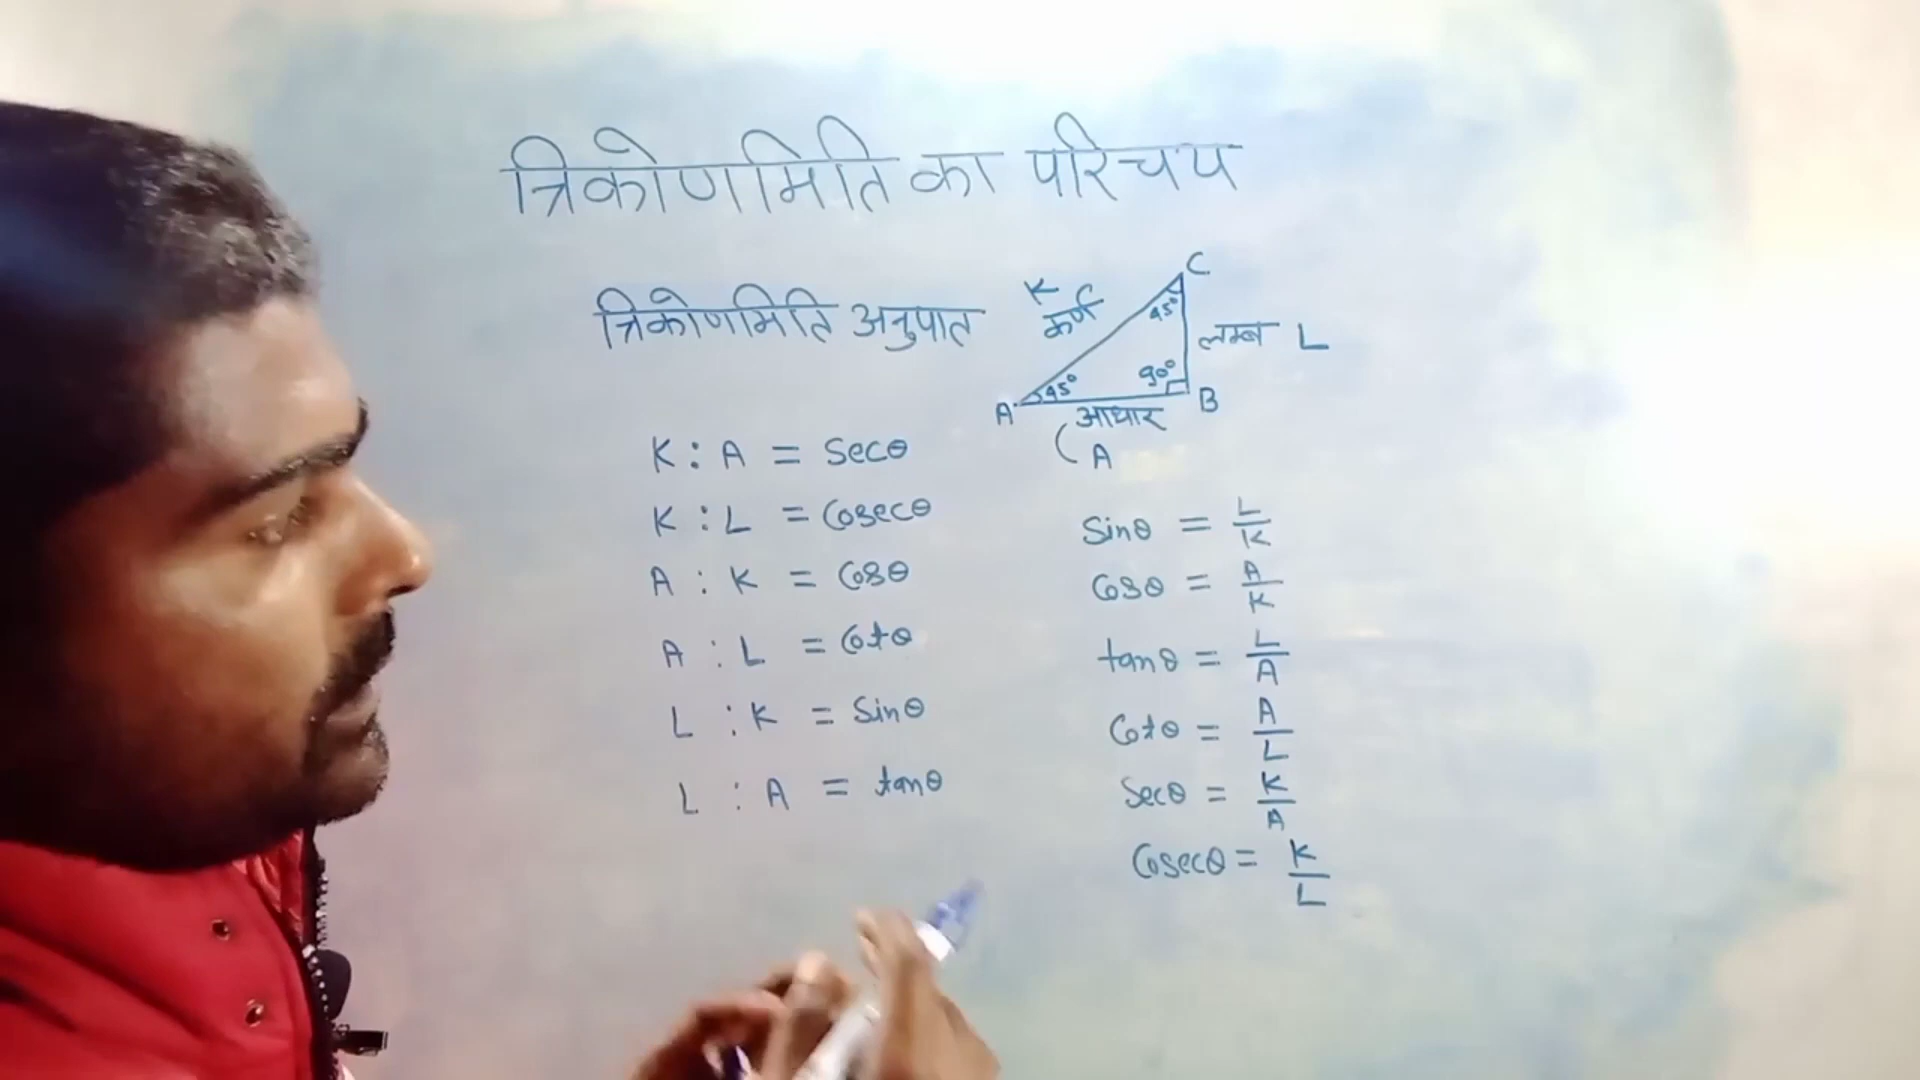 त्रिकोणमिति का परिचय
त्रिकोणमिति अनुपात
C
K
कर्ण
45°
लम्ब L
90°
A 45°
B
आधार
A
K : A = Secθ
K : L = Cosecθ
A : K = Cosθ
A : L = Cotθ
L : K = Sinθ
L : A = tanθ
Sinθ = L/K
Cosθ = A/K
tanθ = L/A
Cotθ = A/L
Secθ = K/A
Cosecθ = K/L